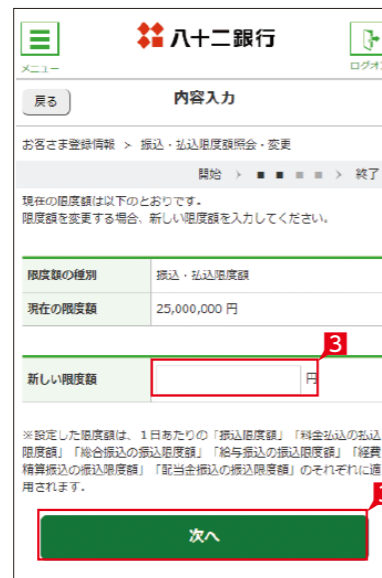 八十二銀行
メニュー
ログオ
戻る
内容入力
お客さま登録情報 > 振込・払込限度額照会・変更
開始 > ■ ■ ■ ■ > 終了
現在の限度額は以下のとおりです。
限度額を変更する場合、新しい限度額を入力してください。
限度額の種別 振込・払込限度額
現在の限度額 25,000,000 円
3
新しい限度額 円
※設定した限度額は、1日あたりの「振込限度額」「料金払込の払込
限度額」「総合振込の振込限度額」「給与振込の振込限度額」「経費
精算振込の振込限度額」「配当金振込の振込限度額」のそれぞれに適
用されます。
次へ